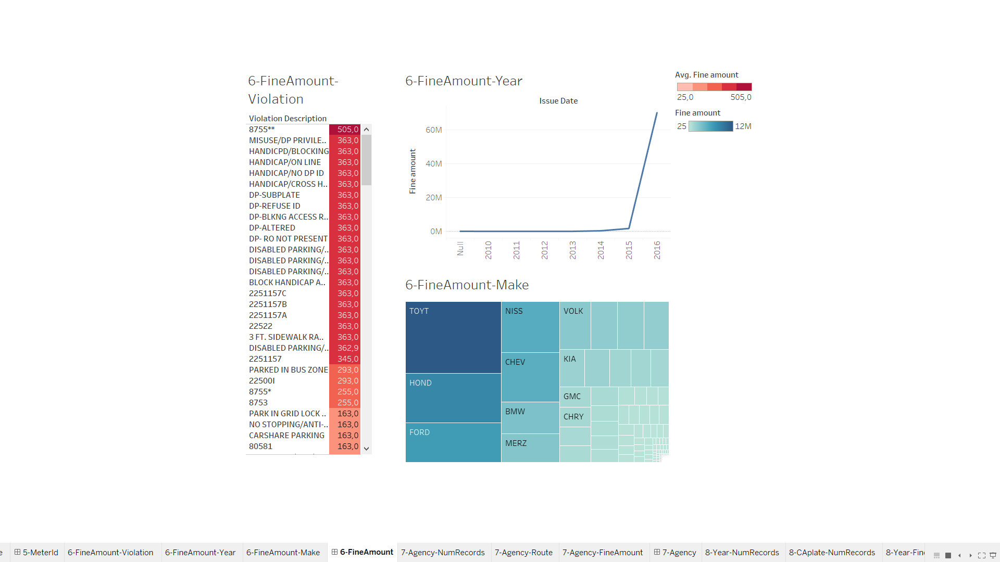 6-FineAmount-
Violation
Violation Description
8755** 505,0
MISUSE/DP PRIVILE.. 363,0
HANDICPD/BLOCKING 363,0
HANDICAP/ON LINE 363,0
HANDICAP/NO DP ID 363,0
HANDICAP/CROSS H.. 363,0
DP-SUBPLATE 363,0
DP-REFUSE ID 363,0
DP-BLKNG ACCESS R.. 363,0
DP-ALTERED 363,0
DP- RO NOT PRESENT 363,0
DISABLED PARKING/.. 363,0
DISABLED PARKING/.. 363,0
DISABLED PARKING/.. 363,0
BLOCK HANDICAP A.. 363,0
2251157C 363,0
2251157B 363,0
2251157A 363,0
22522 363,0
3 FT. SIDEWALK RA.. 363,0
DISABLED PARKING/.. 362,9
2251157 345,0
PARKED IN BUS ZONE 293,0
22500I 293,0
8755* 255,0
8753 255,0
PARK IN GRID LOCK .. 163,0
NO STOPPING/ANTI-.. 163,0
CARSHARE PARKING 163,0
80581 163,0
6-FineAmount-Year
Issue Date
Fine amount
60M
40M
20M
0M
Null 2010 2011 2012 2013 2014 2015 2016
6-FineAmount-Make
TOYT
HOND
FORD
NISS
CHEV
BMW
MERZ
VOLK
KIA
GMC
CHRY
Avg. Fine amount
25,0 505,0
Fine amount
25 12M
e 5-MeterId 6-FineAmount-Violation 6-FineAmount-Year 6-FineAmount-Make 6-FineAmount 7-Agency-NumRecords 7-Agency-Route 7-Agency-FineAmount 7-Agency 8-Year-NumRecords 8-CAplate-NumRecords 8-Year-Fin